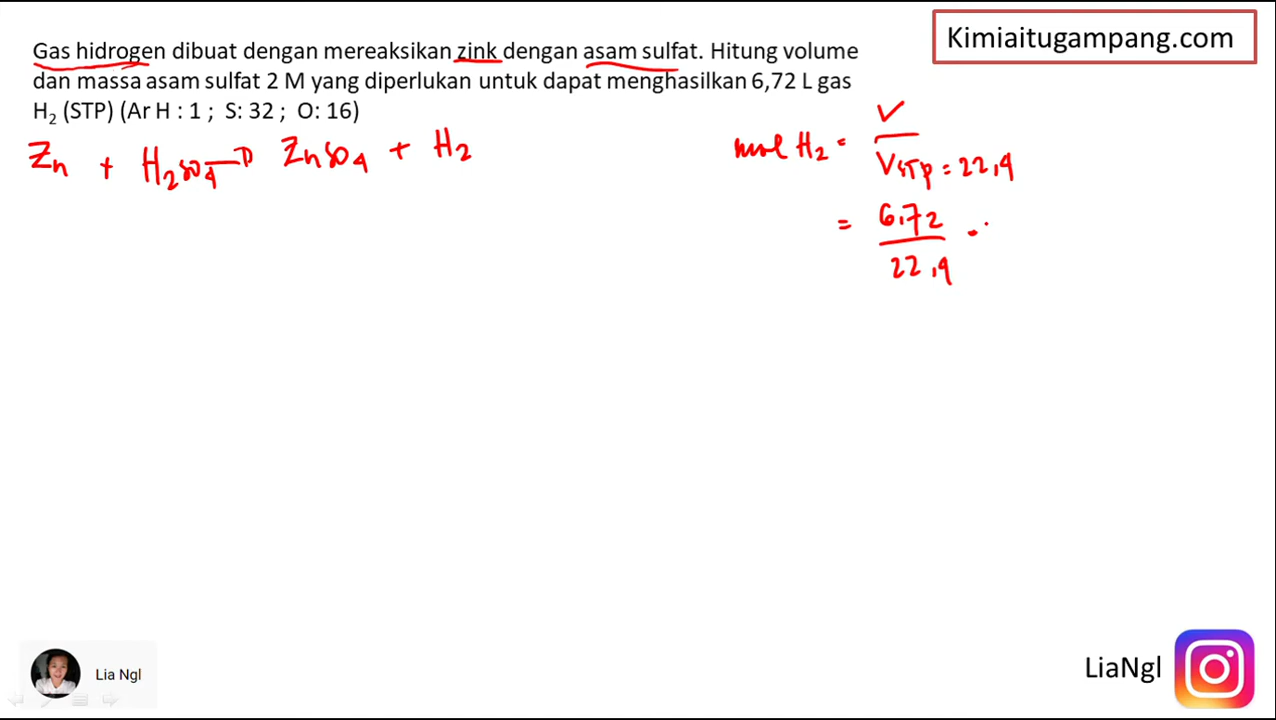 Kimiaitugampang.com
Gas hidrogen dibuat dengan mereaksikan zink dengan asam sulfat. Hitung volume
dan massa asam sulfat 2 M yang diperlukan untuk dapat menghasilkan 6,72 L gas
H₂ (STP) (Ar H : 1 ; S: 32 ; O: 16)
Zn + H₂SO₄ → ZnSO₄ + H₂
mol H₂ = V
VSTP = 22,4
= 6,72
22,4
Lia Ngl
LiaNgl